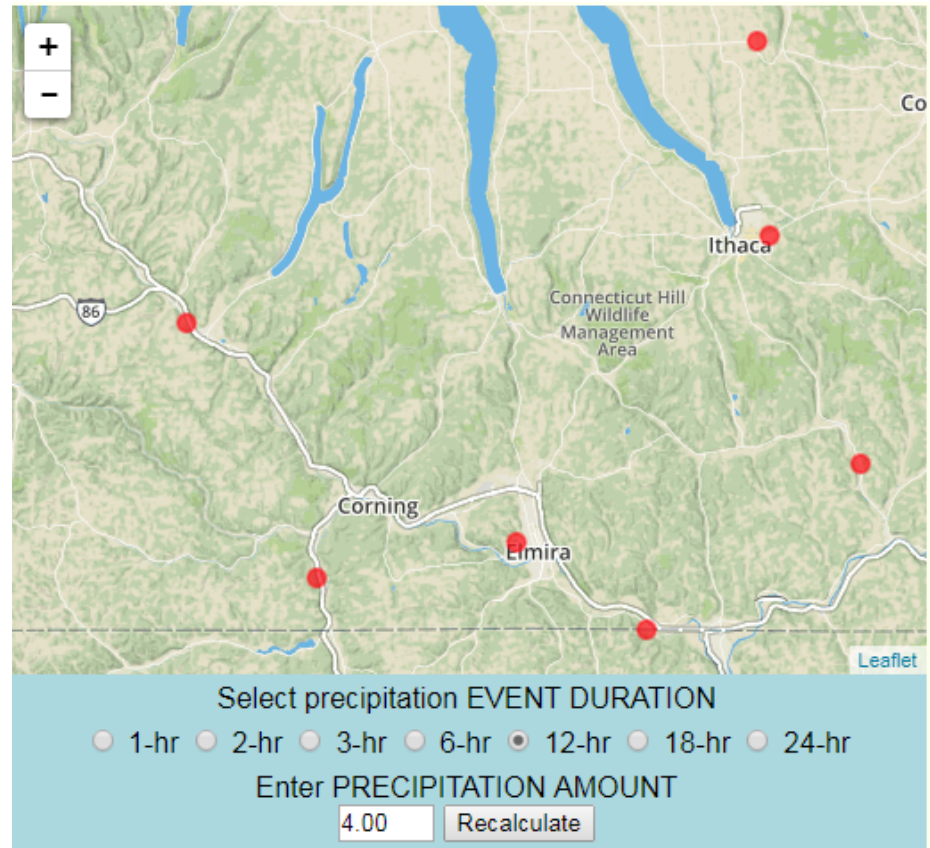 +
−
Co
Ithaca
Connecticut Hill
Wildlife
Management
Area
86
Corning
Elmira
Leaflet
Select precipitation EVENT DURATION
1-hr 2-hr 3-hr 6-hr 12-hr 18-hr 24-hr
Enter PRECIPITATION AMOUNT
4.00 Recalculate